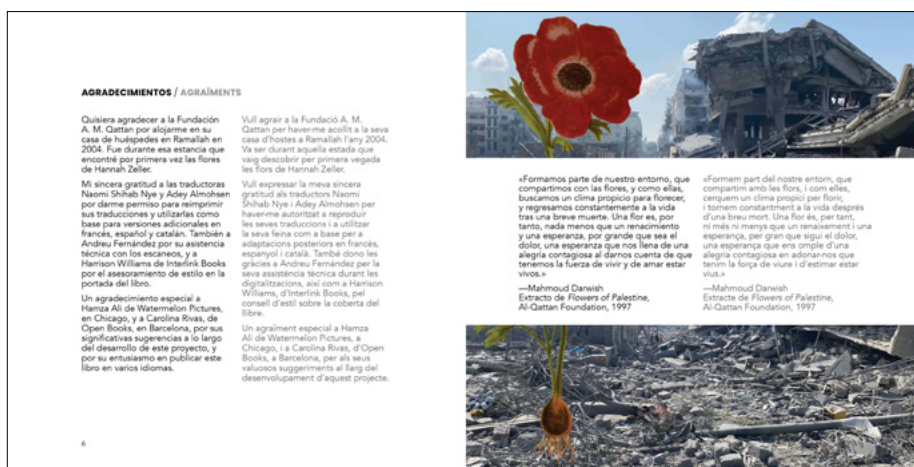 AGRADECIMIENTOS / AGRAÏMENTS
Quisiera agradecer a la Fundación
A. M. Qattan por alojarme en su
casa de huéspedes en Ramallah en
2004. Fue durante esa estancia que
encontré por primera vez las flores
de Hannah Zeller.
Mi sincera gratitud a las traductoras
Naomi Shihab Nye y Adey Almohsen
por darme permiso para reimprimir
sus traducciones y utilizarlas como
base para versiones adicionales en
francés, español y catalán. También a
Andreu Fernández por su asistencia
técnica con los escaneos, y a
Harrison Williams de Interlink Books
por el asesoramiento de estilo en la
portada del libro.
Un agradecimiento especial a
Hamza Ali de Watermelon Pictures,
en Chicago, y a Carolina Rivas, de
Open Books, en Barcelona, por sus
significativas sugerencias a lo largo
del desarrollo de este proyecto, y
por su entusiasmo en publicar este
libro en varios idiomas.
Vull agrair a la Fundació A. M.
Qattan per haver-me acollit a la seva
casa d'hostes a Ramallah l'any 2004.
Va ser durant aquella estada que
vaig descobrir per primera vegada
les flors de Hannah Zeller.
Vull expressar la meva sincera
gratitud als traductors Naomi
Shihab Nye i Adey Almohsen per
haver-me autoritzat a reproduir
les seves traduccions i a utilitzar
la seva feina com a base per a
adaptacions posteriors en francès,
espanyol i català. També dono les
gràcies a Andreu Fernández per la
seva assistència tècnica durant les
digitalitzacions, així com a Harrison
Williams, d'Interlink Books, pel
consell d'estil sobre la coberta del
llibre.
Un agraïment especial a Hamza
Ali de Watermelon Pictures, a
Chicago, i a Carolina Rivas, d'Open
Books, a Barcelona, per als seus
valuosos suggeriments al llarg del
desenvolupament d'aquest projecte.
6
«Formamos parte de nuestro entorno, que
compartimos con las flores, y como ellas,
buscamos un clima propicio para florecer,
y regresamos constantemente a la vida
tras una breve muerte. Una flor es, por
tanto, nada menos que un renacimiento
y una esperanza, por grande que sea el
dolor, una esperanza que nos llena de una
alegría contagiosa al darnos cuenta de que
tenemos la fuerza de vivir y de amar estar
vivos.»
—Mahmoud Darwish
Extracto de Flowers of Palestine,
Al-Qattan Foundation, 1997
«Formem part del nostre entorn, que
compartim amb les flors, i com elles,
cerquem un clima propici per florir,
i tornem constantment a la vida després
d'una breu mort. Una flor és, per tant,
ni més ni menys que un renaixement i una
esperança, per gran que sigui el dolor,
una esperança que ens omple d'una
alegria contagiosa en adonar-nos que
tenim la força de viure i d'estimar estar
vius.»
—Mahmoud Darwish
Extracte de Flowers of Palestine,
Al-Qattan Foundation, 1997